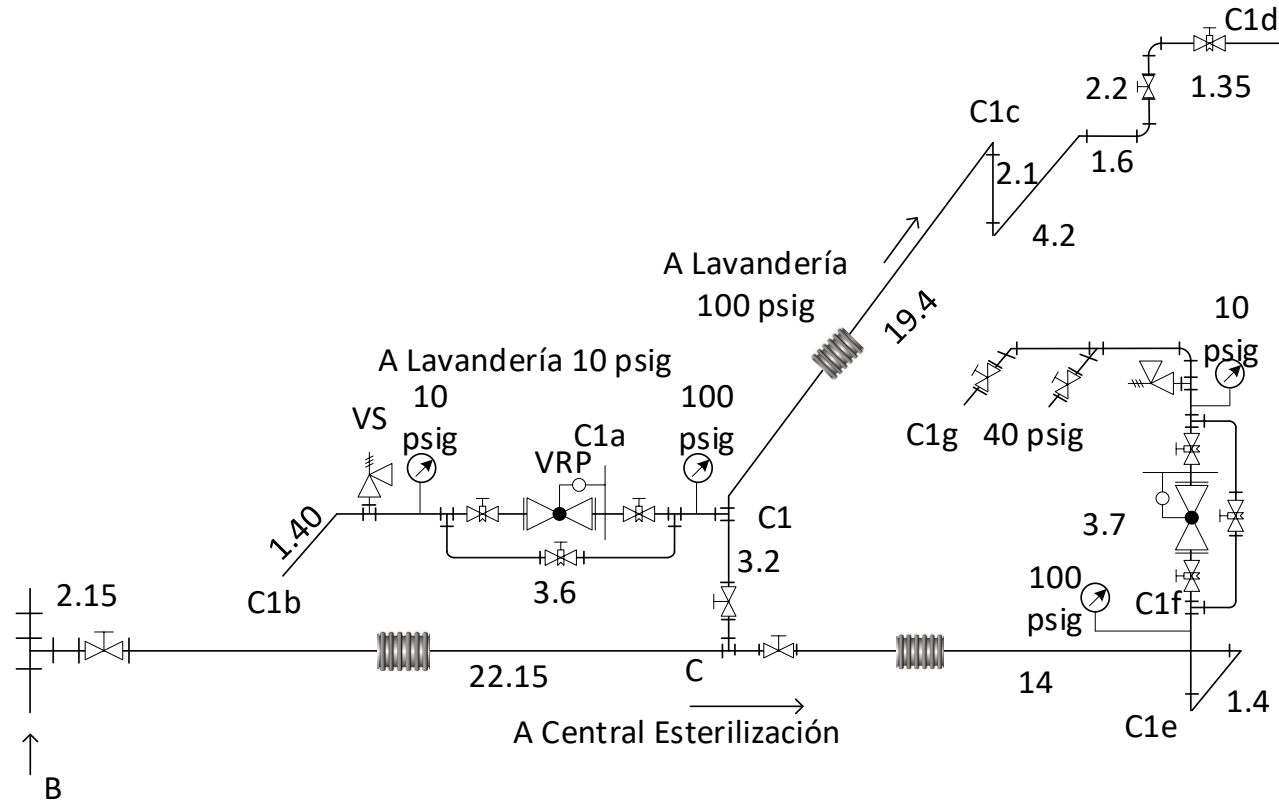 C1d
2.2
1.35
C1c
2.1
1.6
4.2
A Lavandería
100 psig
19.4
10
psig
A Lavandería 10 psig
10
psig
100
psig
VS
C1a
VRP
C1g
40 psig
C1
1.40
3.7
3.2
C1b
3.6
100
psig
C1f
2.15
22.15
C
14
1.4
C1e
A Central Esterilización
B